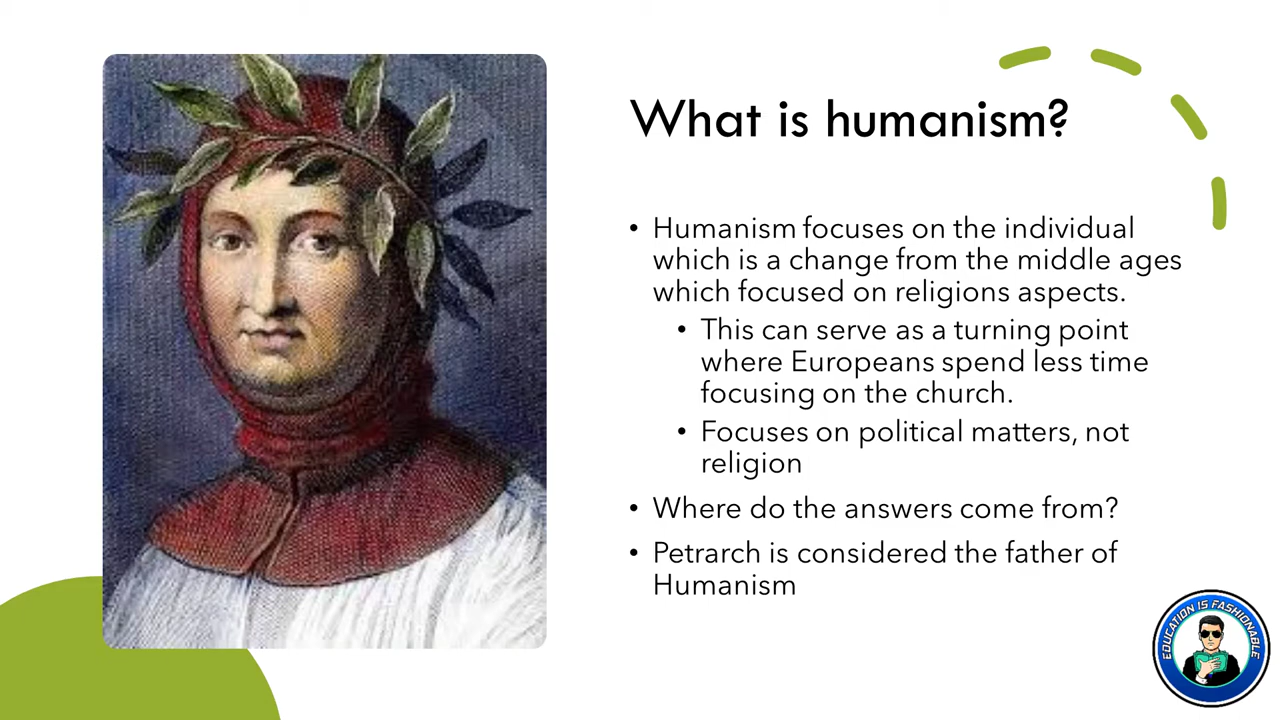 What is humanism?
• Humanism focuses on the individual
which is a change from the middle ages
which focused on religions aspects.
• This can serve as a turning point
where Europeans spend less time
focusing on the church.
• Focuses on political matters, not
religion
• Where do the answers come from?
• Petrarch is considered the father of
Humanism
EDUCATION IS FASHIONABLE